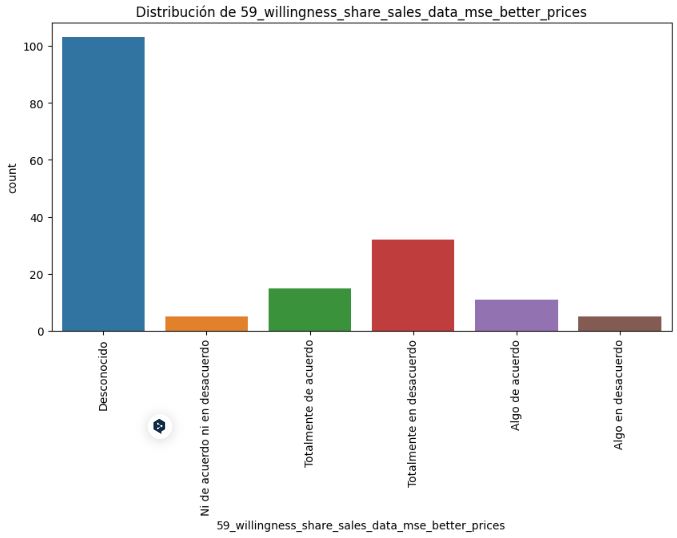 Distribución de 59_willingness_share_sales_data_mse_better_prices
count
100
80
60
40
20
0
Desconocido
Ni de acuerdo ni en desacuerdo
Totalmente de acuerdo
Totalmente en desacuerdo
Algo de acuerdo
Algo en desacuerdo
59_willingness_share_sales_data_mse_better_prices